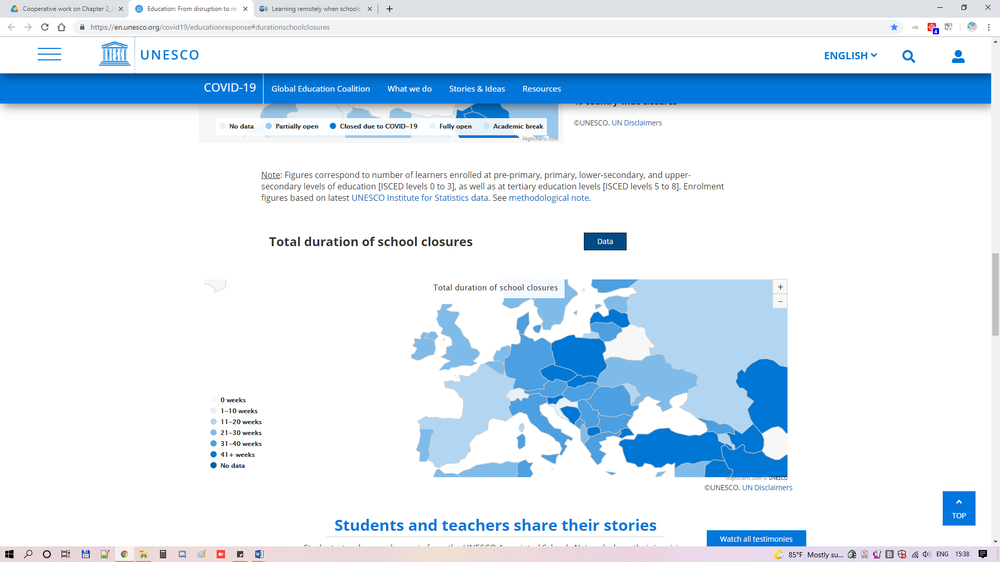 Cooperative work on Chapter 2_
Education: From disruption to rec
Learning remotely when schools
https://en.unesco.org/covid19/educationresponse#durationschoolclosures
4
UNESCO
UNESCO
ENGLISH
COVID-19
Global Education Coalition
What we do
Stories & Ideas
Resources
country-wide closures
No data
Partially open
Closed due to COVID-19
Fully open
Academic break
Highcharts.com
©UNESCO. UN Disclaimers
Note: Figures correspond to number of learners enrolled at pre-primary, primary, lower-secondary, and upper-
secondary levels of education [ISCED levels 0 to 3], as well as at tertiary education levels [ISCED levels 5 to 8]. Enrolment
figures based on latest UNESCO Institute for Statistics data. See methodological note.
Total duration of school closures
Data
Total duration of school closures
+
−
0 weeks
1-10 weeks
11-20 weeks
21-30 weeks
31-40 weeks
41+ weeks
No data
Highcharts.com © UNESCO
©UNESCO. UN Disclaimers
TOP
Students and teachers share their stories
Watch all testimonies
85°F Mostly su...
ENG
15:38